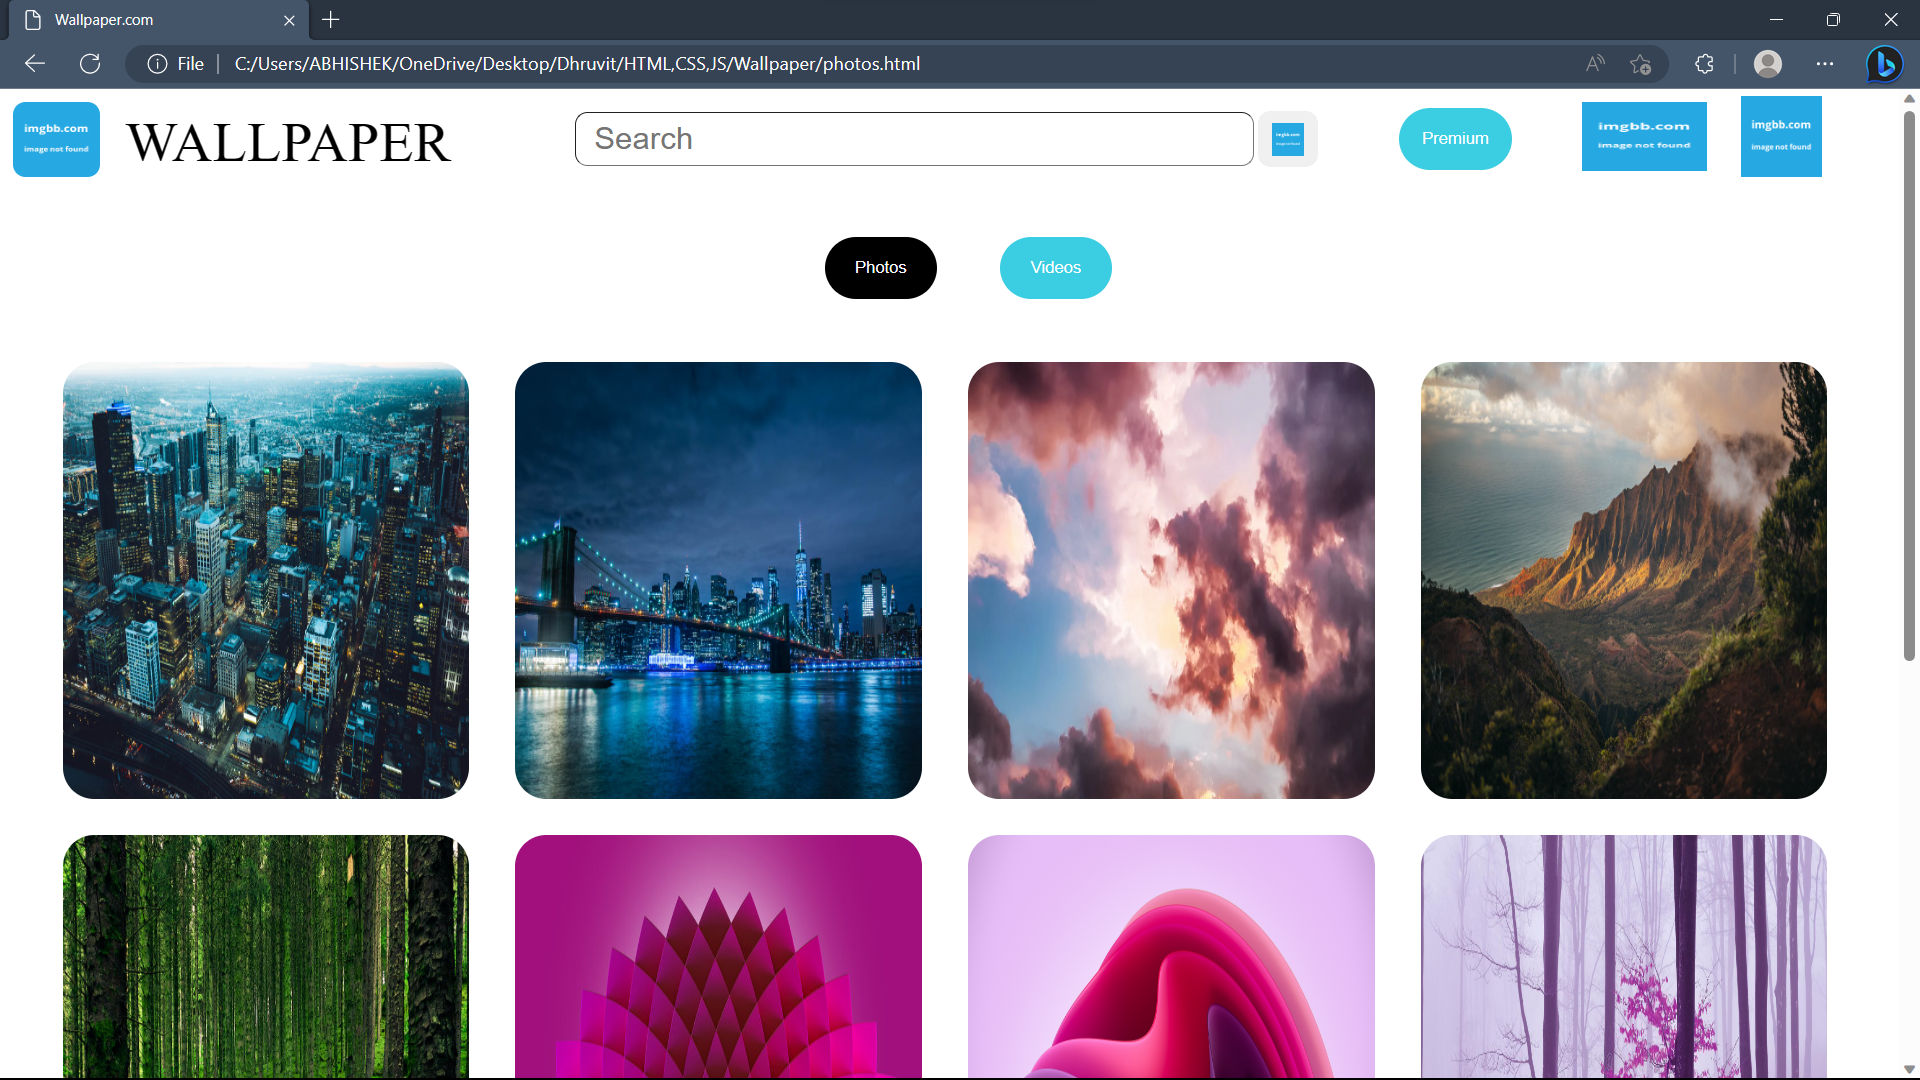 Wallpaper.com
File
C:/Users/ABHISHEK/OneDrive/Desktop/Dhruvit/HTML,CSS,JS/Wallpaper/photos.html
imgbb.com
image not found
WALLPAPER
Search
imgbb.com
image not found
Premium
imgbb.com
image not found
imgbb.com
image not found
Photos
Videos